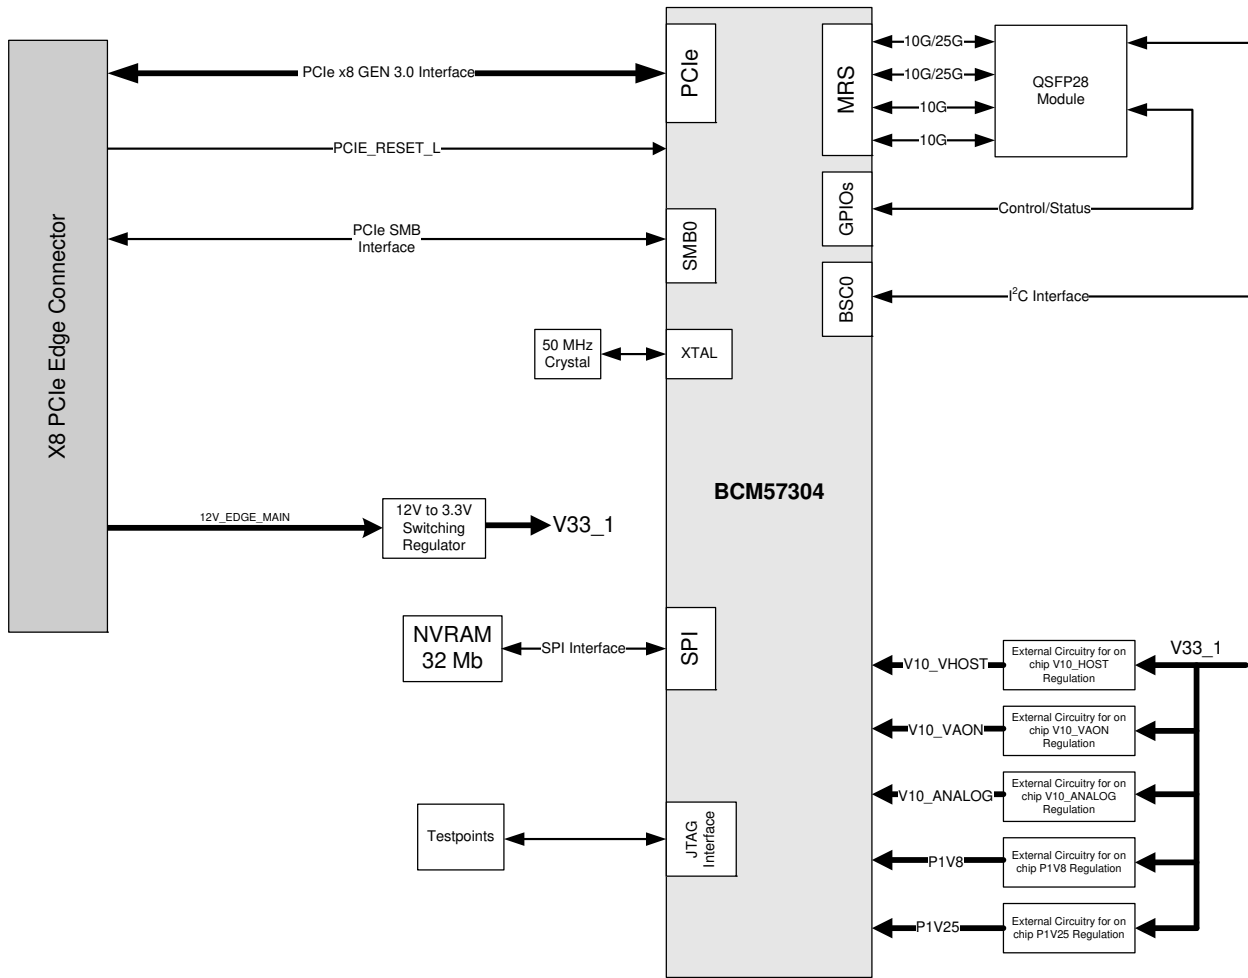 X8 PCIe Edge Connector
PCIe x8 GEN 3.0 Interface
PCIE_RESET_L
PCIe SMB
Interface
50 MHz
Crystal
12V_EDGE_MAIN
12V to 3.3V
Switching
Regulator
V33_1
NVRAM
32 Mb
SPI Interface
Testpoints
PCIe
SMB0
XTAL
SPI
JTAG
Interface
BCM57304
MRS
GPIOs
BSC0
10G/25G
10G/25G
10G
10G
QSFP28
Module
Control/Status
I²C Interface
V10_VHOST
External Circuitry for on
chip V10_HOST
Regulation
V33_1
V10_VAON
External Circuitry for on
chip V10_VAON
Regulation
V10_ANALOG
External Circuitry for on
chip V10_ANALOG
Regulation
P1V8
External Circuitry for on
chip P1V8 Regulation
P1V25
External Circuitry for on
chip P1V25 Regulation